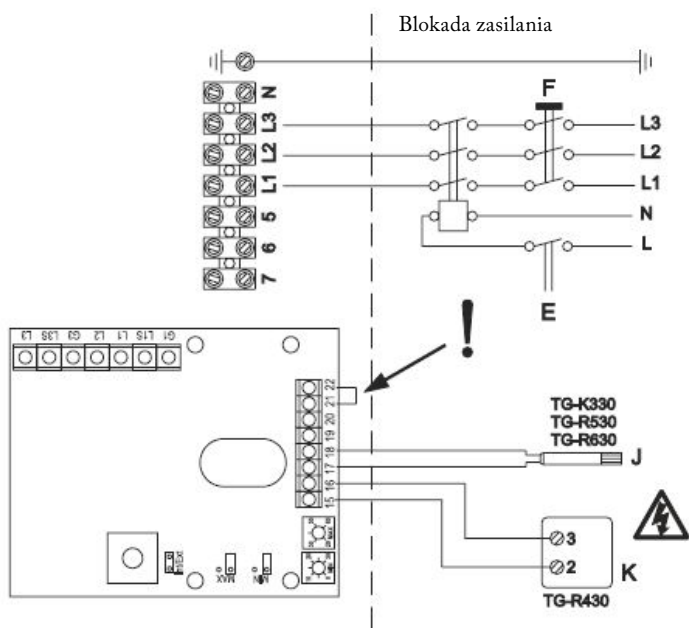 Blokada zasilania
N
L3
L2
L1
5
6
7
F
L3
L2
L1
N
L
E
!
L3
L3S
G3
L2
L1
L1S
G1
22
21
20
19
18
17
16
15
TG-K330
TG-R530
TG-R630
J
3
2
K
TG-R430
MAX
MIN
MAX
MIN